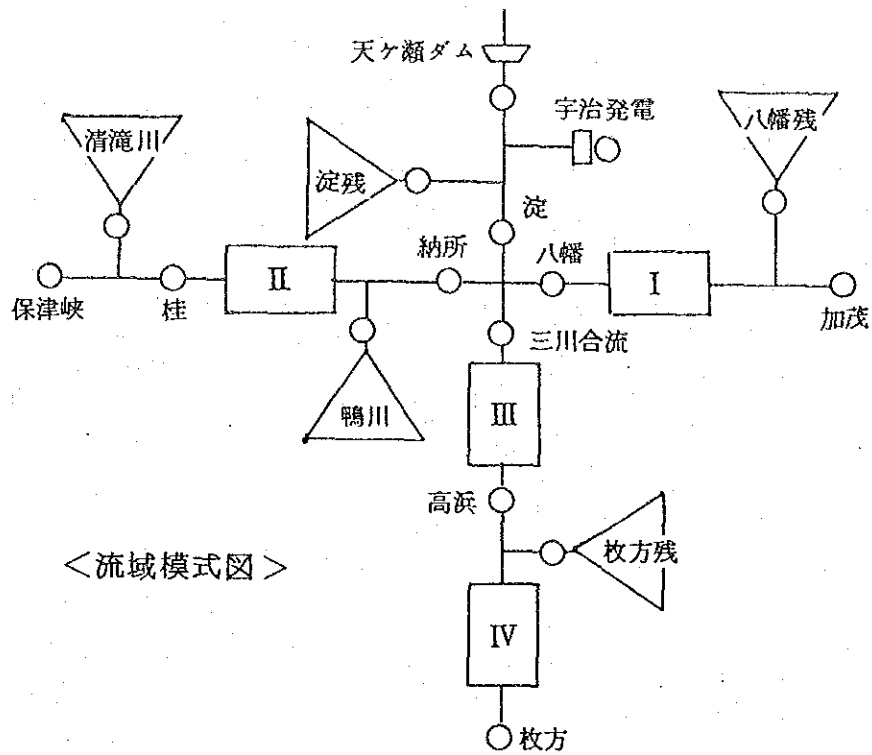 天ケ瀬ダム
宇治発電
清滝川
八幡残
淀残
淀
納所
八幡
II
I
保津峡
桂
加茂
三川合流
鴨川
III
高浜
枚方残
<流域模式図>
IV
枚方